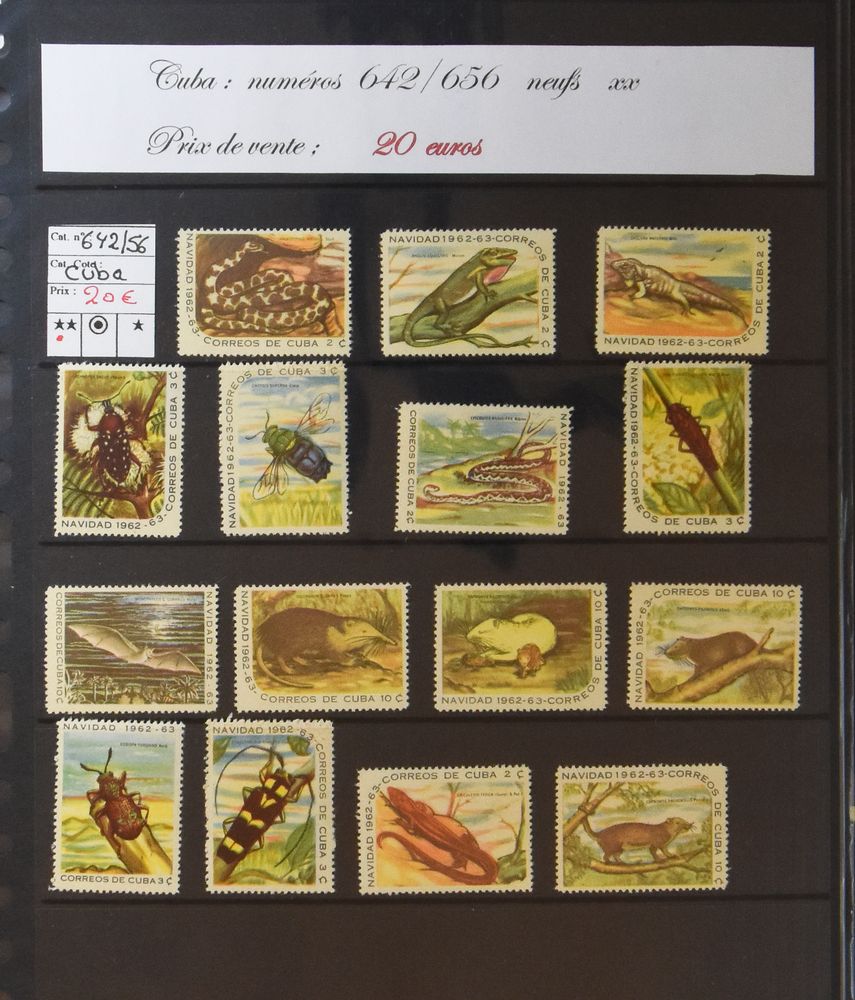 Cuba : numéros 642/656 neufs xx
Prix de vente ; 20 euros
Cat. n° 642/56
Cat. Cotd : Cuba
Prix : 20€
NAVIDAD 1962-63-CORREOS DE CUBA 2 ¢
NAVIDAD 1962-63-CORREOS DE CUBA 2 ¢
NAVIDAD 1962-63-CORREOS DE CUBA 2 ¢
NAVIDAD 1962-63-CORREOS DE CUBA 3 ¢
NAVIDAD 1962-63-CORREOS DE CUBA 3 ¢
CORREOS DE CUBA 2¢ NAVIDAD 1962-63
NAVIDAD 1962-63-CORREOS DE CUBA 3 ¢
CORREOS DE CUBA 10¢ NAVIDAD 1962-63
NAVIDAD 1962-63-CORREOS DE CUBA 10 ¢
NAVIDAD 1962-63-CORREOS DE CUBA 10 ¢
NAVIDAD 1962-63-CORREOS DE CUBA 10 ¢
NAVIDAD 1962-63
CORREOS DE CUBA 3 ¢
NAVIDAD 1962-63-CORREOS DE CUBA 3 ¢
NAVIDAD 1962-63-CORREOS DE CUBA 2 ¢
NAVIDAD 1962-63-CORREOS DE CUBA 10 ¢